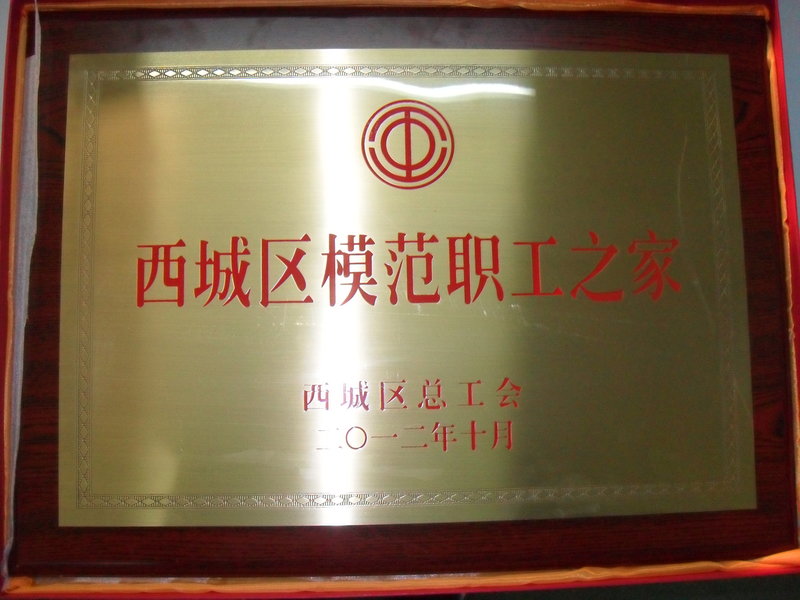 西城区模范职工之家
西城区总工会
二〇一二年十月